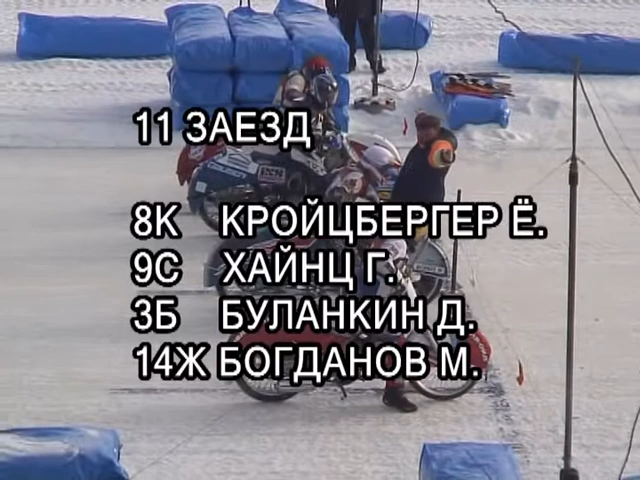 11 ЗАЕЗД
8К КРОЙЦБЕРГЕР Ё.
9С ХАЙНЦ Г.
3Б БУЛАНКИН Д.
14Ж БОГДАНОВ М.